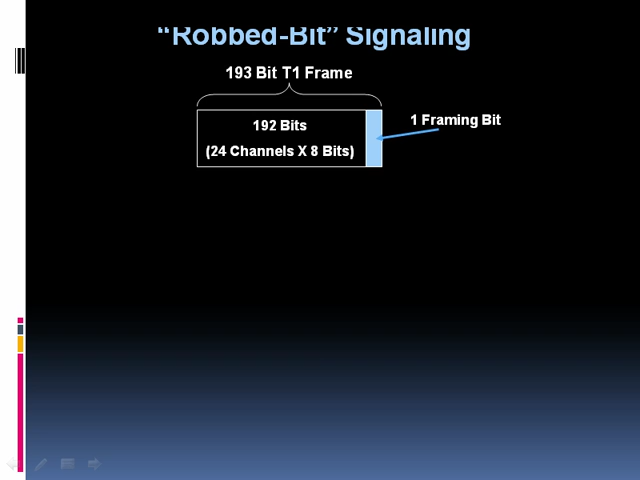 “Robbed-Bit” Signaling
193 Bit T1 Frame
192 Bits
(24 Channels X 8 Bits)
1 Framing Bit